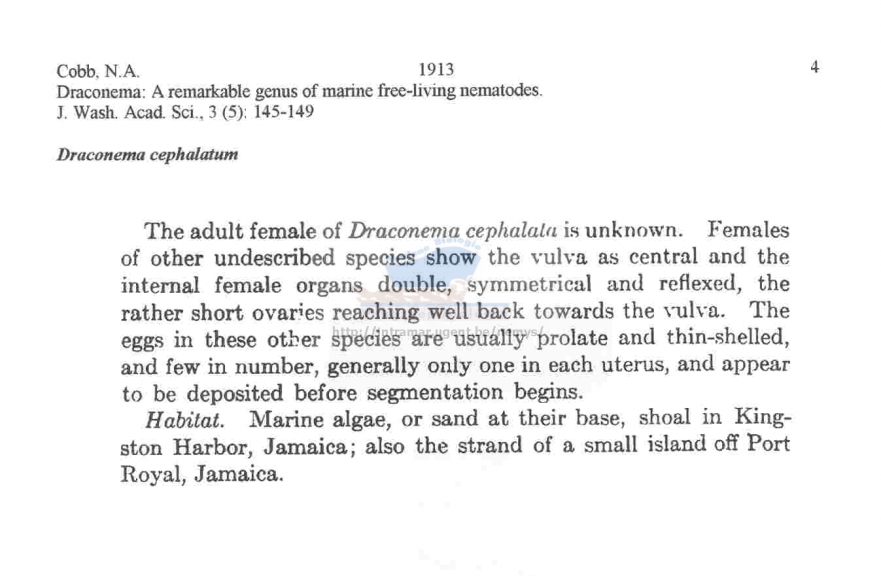 Cobb, N.A. 1913 4
Draconema: A remarkable genus of marine free-living nematodes.
J. Wash. Acad. Sci., 3 (5): 145-149
Draconema cephalatum
The adult female of Draconema cephalata is unknown. Females
of other undescribed species show the vulva as central and the
internal female organs double, symmetrical and reflexed, the
rather short ovaries reaching well back towards the vulva. The
http://intramar.ugent.be/nemys/
eggs in these other species are usually prolate and thin-shelled,
and few in number, generally only one in each uterus, and appear
to be deposited before segmentation begins.
Habitat. Marine algae, or sand at their base, shoal in King-
ston Harbor, Jamaica; also the strand of a small island off Port
Royal, Jamaica.